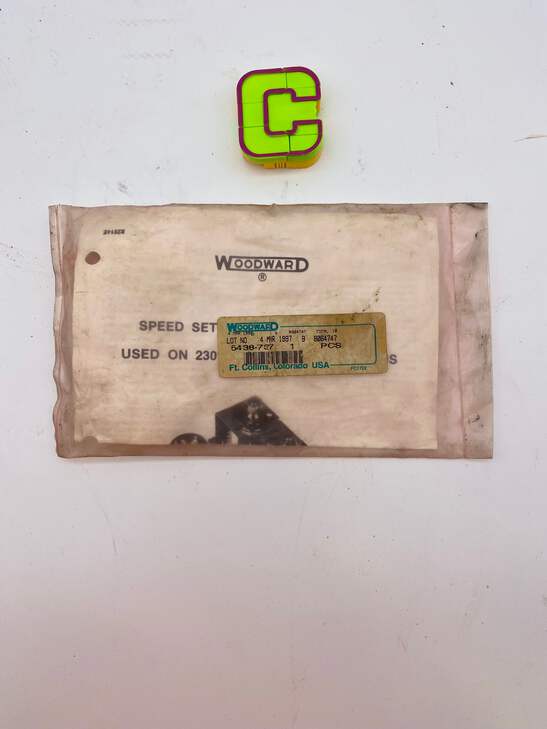 C
WOODWARD
®
SPEED SET
USED ON 230
S
WOODWARD
LOT NO 4 MAR 1997 9 8084747
5438-727 1 PCS
Ft. Collins, Colorado USA